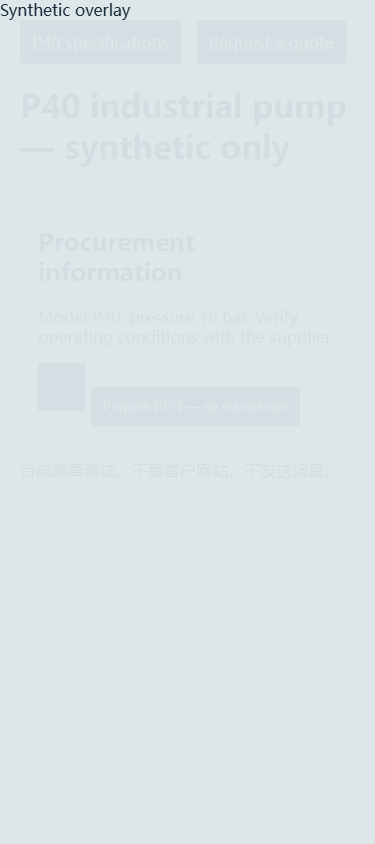 Synthetic overlay
P40 specifications
Request a quote
P40 industrial pump
— synthetic only
Procurement
information
Model P40, pressure 18 bar. Verify
operating conditions with the supplier.
Prepare RFQ — no submission
合成隔离测试。不是客户网站，不发送询盘。